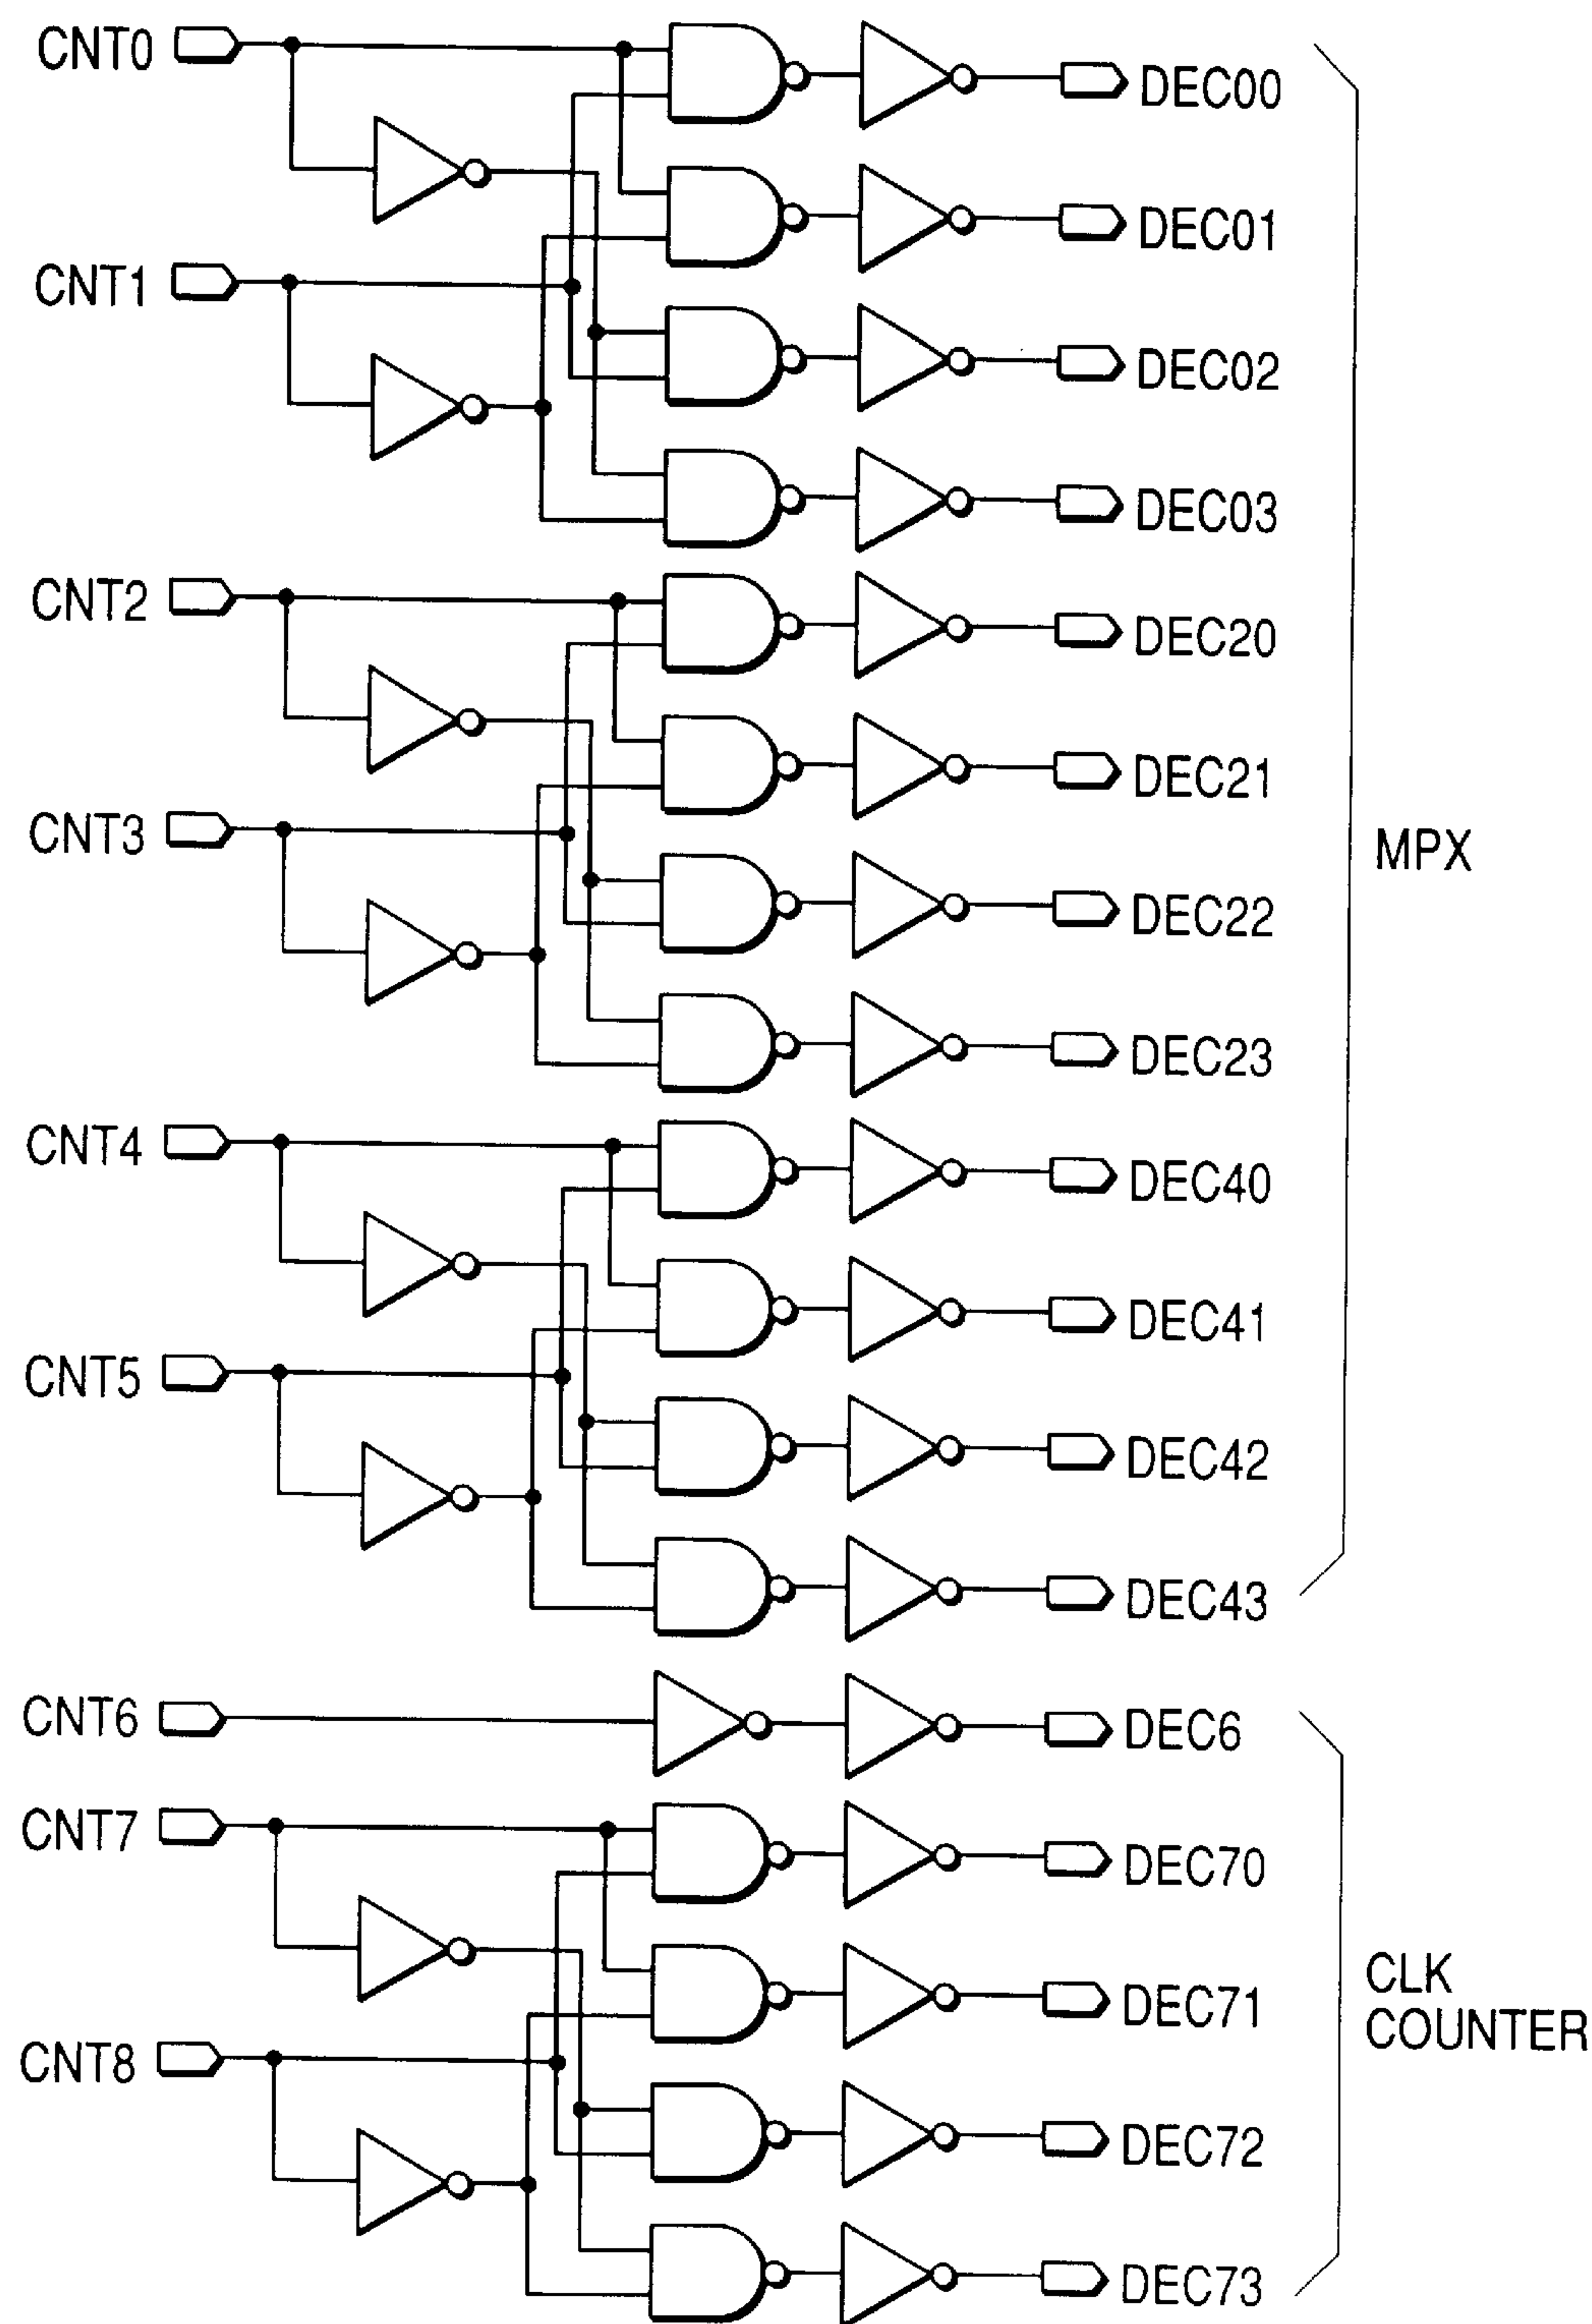 CNT0
DEC00
DEC01
CNT1
DEC02
DEC03
CNT2
DEC20
DEC21
CNT3
MPX
DEC22
DEC23
CNT4
DEC40
DEC41
CNT5
DEC42
DEC43
CNT6
DEC6
CNT7
DEC70
DEC71
CLK
COUNTER
CNT8
DEC72
DEC73